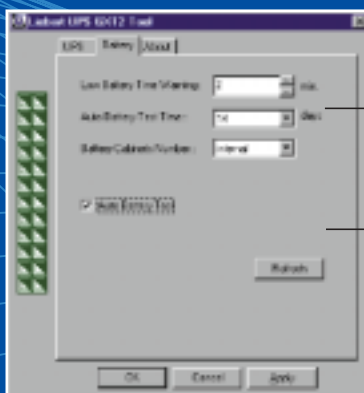 Liebert UPS GXT2 Tool
UPS Battery About
Low Battery Time Warning: 2 min.
Auto Battery Test Time: 14 days
Battery Cabinets Number: Internal
Auto Battery Test
Refresh
OK Cancel Apply